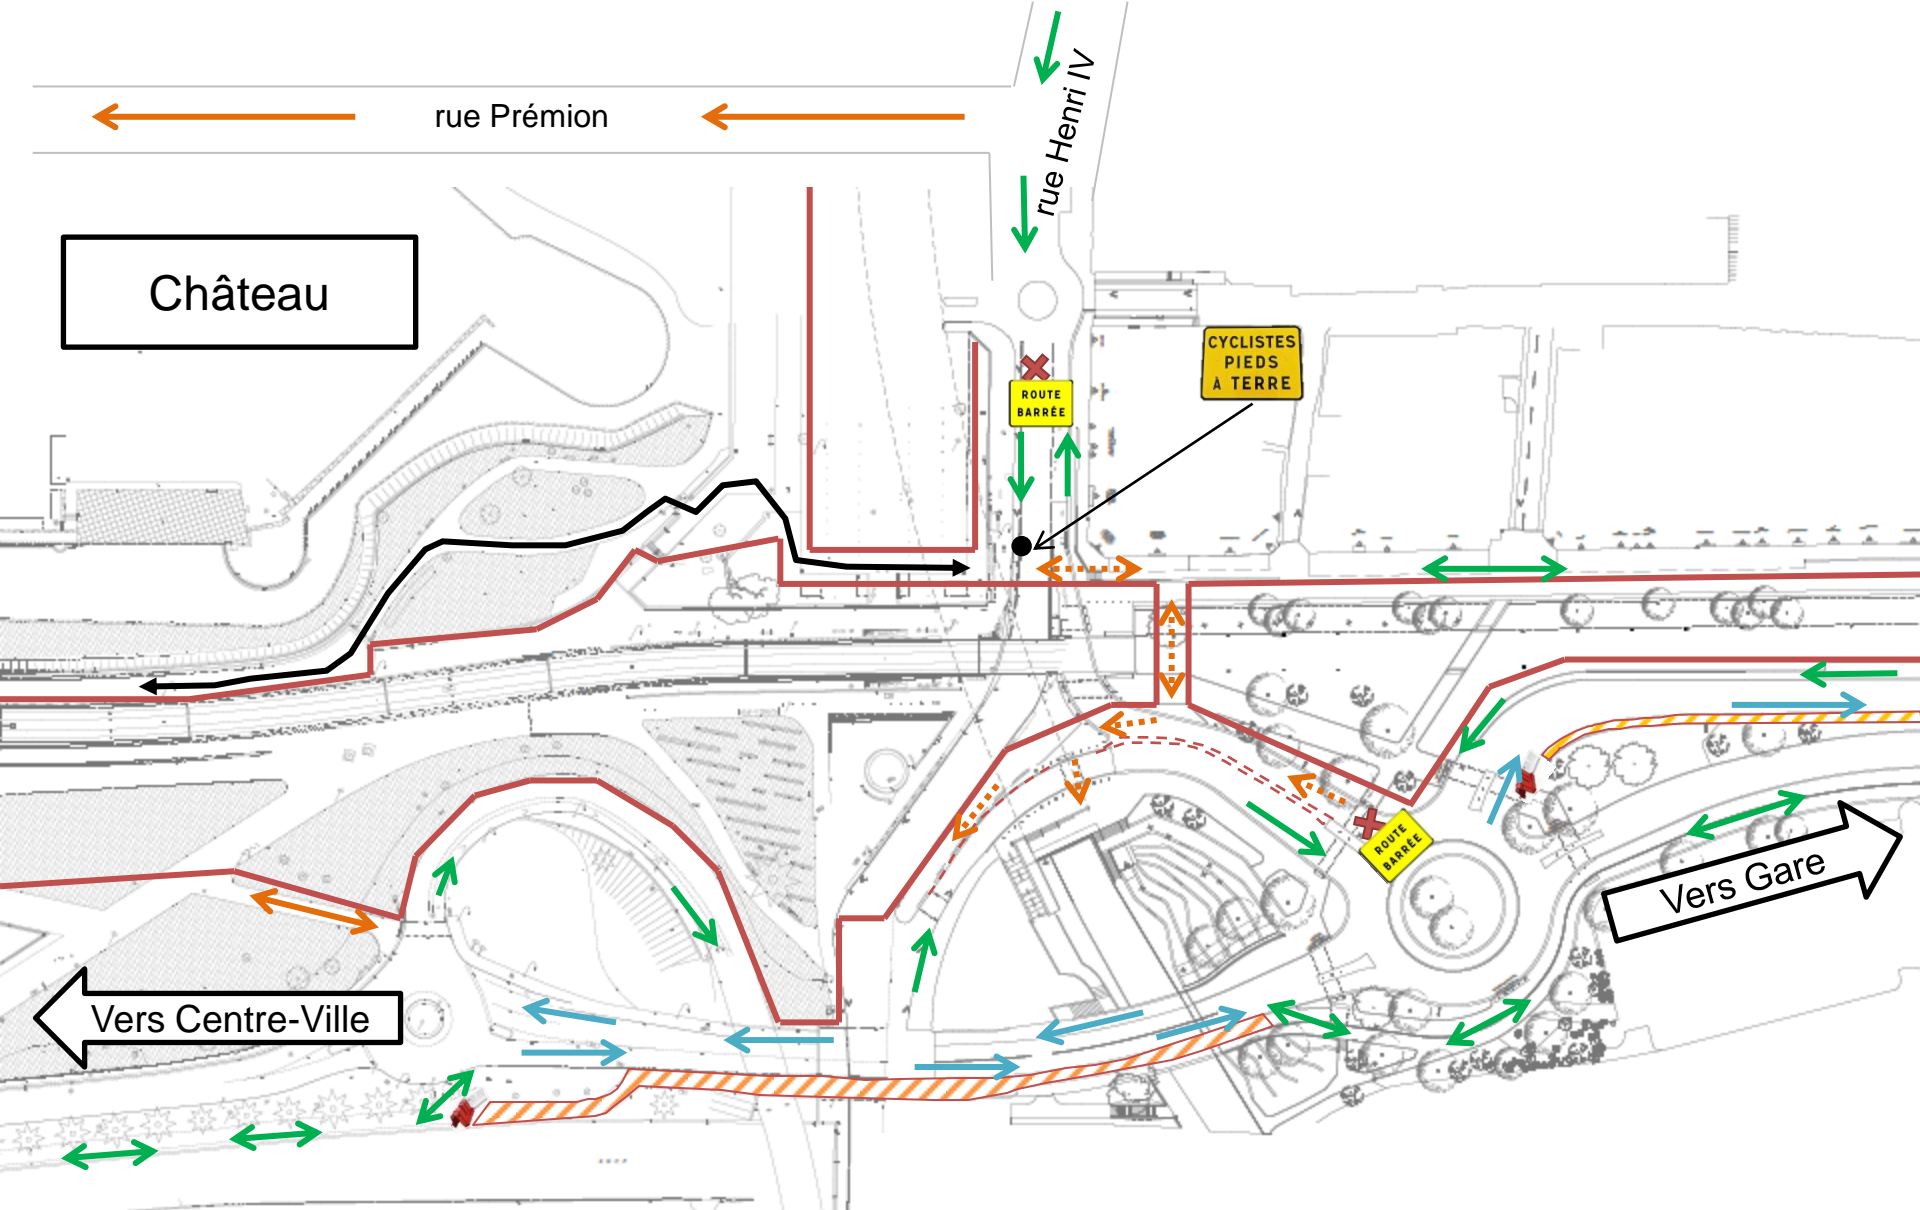 rue Prémion
rue Henri IV
Château
CYCLISTES
PIEDS
À TERRE
ROUTE
BARRÉE
ROUTE
BARRÉE
Vers Gare
Vers Centre-Ville